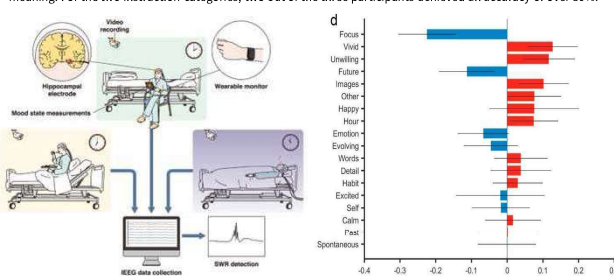 Video
recording
Hippocampal
electrode
Wearable monitor
Mood state measurements
IEEG data collection
SWR detection
d
Focus
Vivid
Unwilling
Future
Images
Other
Happy
Hour
Emotion
Evolving
Words
Detail
Habit
Excited
Self
Calm
Past
Spontaneous
-0.4
-0.3
-0.2
-0.1
0
0.1
0.2